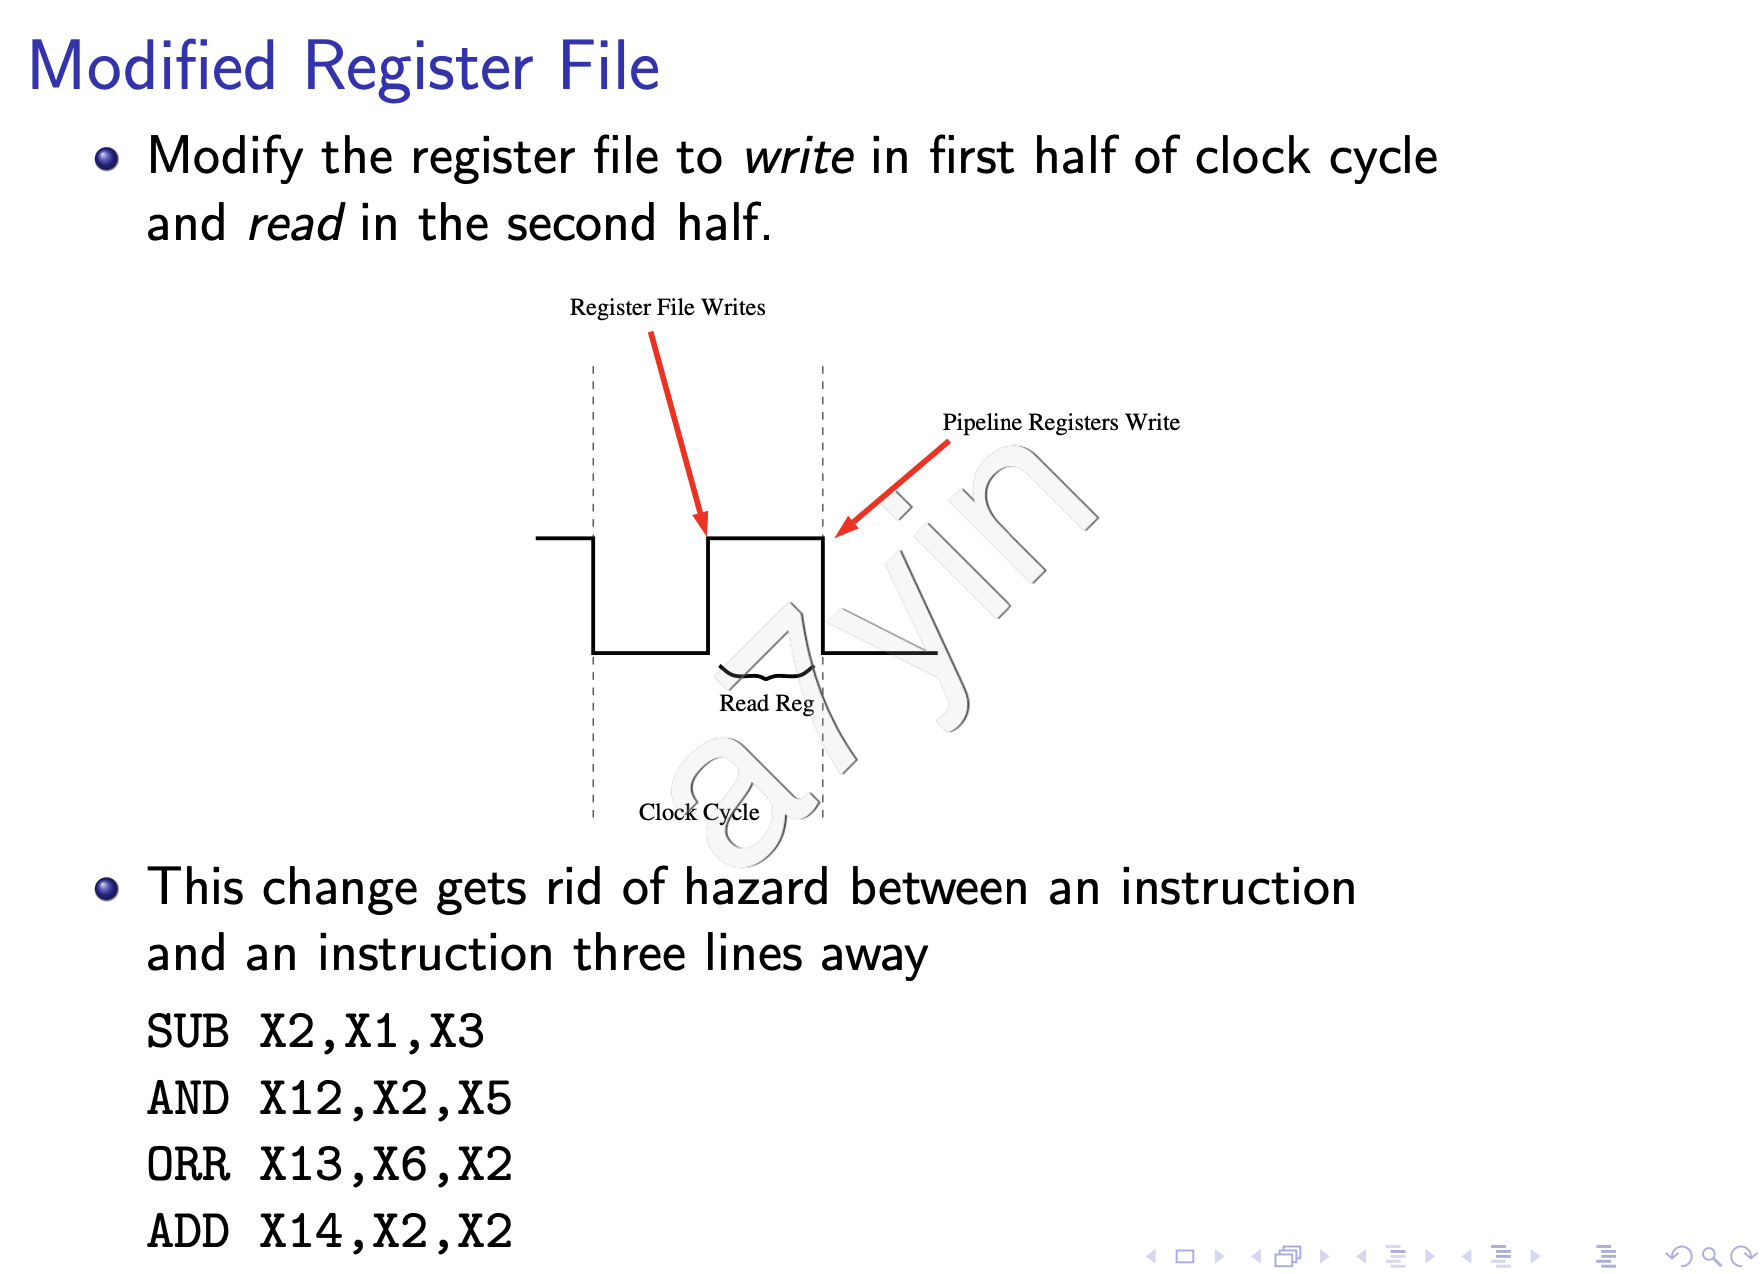 Modified Register File
Modify the register file to write in first half of clock cycle
and read in the second half.
Register File Writes
Pipeline Registers Write
Read Reg
Clock Cycle
a7yin
This change gets rid of hazard between an instruction
and an instruction three lines away
SUB X2,X1,X3
AND X12,X2,X5
ORR X13,X6,X2
ADD X14,X2,X2